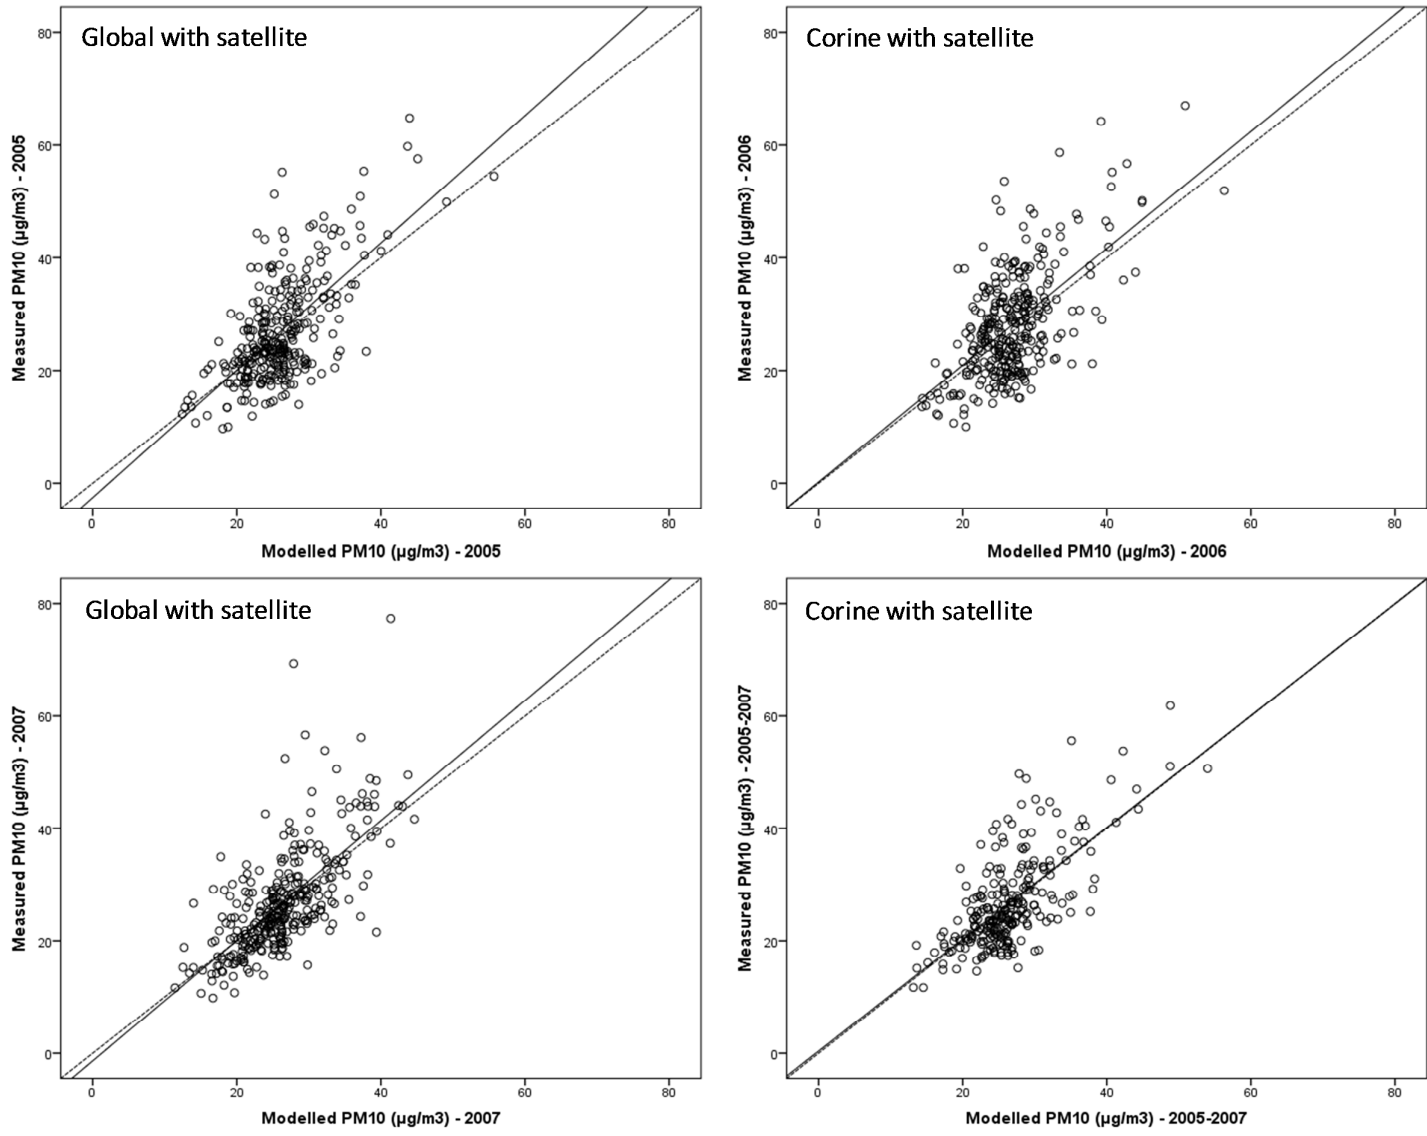 Global with satellite
80
60
40
20
0
Measured PM10 (µg/m3) - 2005
0 20 40 60 80
Modelled PM10 (µg/m3) - 2005
Corine with satellite
80
60
40
20
0
Measured PM10 (µg/m3) - 2006
0 20 40 60 80
Modelled PM10 (µg/m3) - 2006
Global with satellite
80
60
40
20
0
Measured PM10 (µg/m3) - 2007
0 20 40 60 80
Modelled PM10 (µg/m3) - 2007
Corine with satellite
80
60
40
20
0
Measured PM10 (µg/m3) - 2005-2007
0 20 40 60 80
Modelled PM10 (µg/m3) - 2005-2007